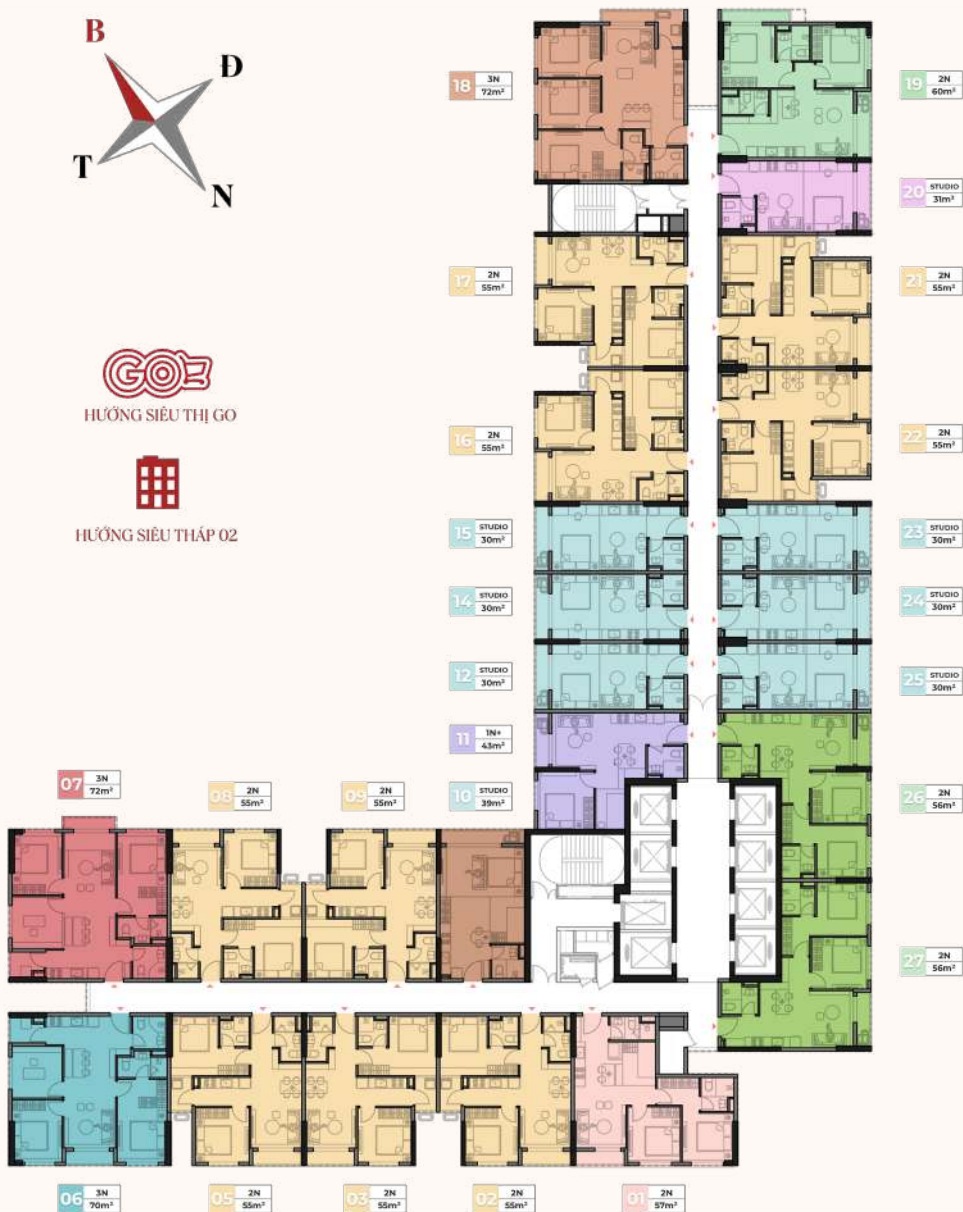 B
Đ
T
N
GO!
HƯỚNG SIÊU THỊ GO
HƯỚNG SIÊU THÁP 02
18
3N
72m²
19
2N
60m²
20
STUDIO
31m²
17
2N
55m²
21
2N
55m²
16
2N
55m²
22
2N
55m²
15
STUDIO
30m²
23
STUDIO
30m²
14
STUDIO
30m²
24
STUDIO
30m²
12
STUDIO
30m²
25
STUDIO
30m²
11
1N+
43m²
07
3N
72m²
08
2N
55m²
09
2N
55m²
10
STUDIO
39m²
26
2N
56m²
27
2N
56m²
06
3N
70m²
05
2N
55m²
03
2N
55m²
02
2N
55m²
01
2N
57m²